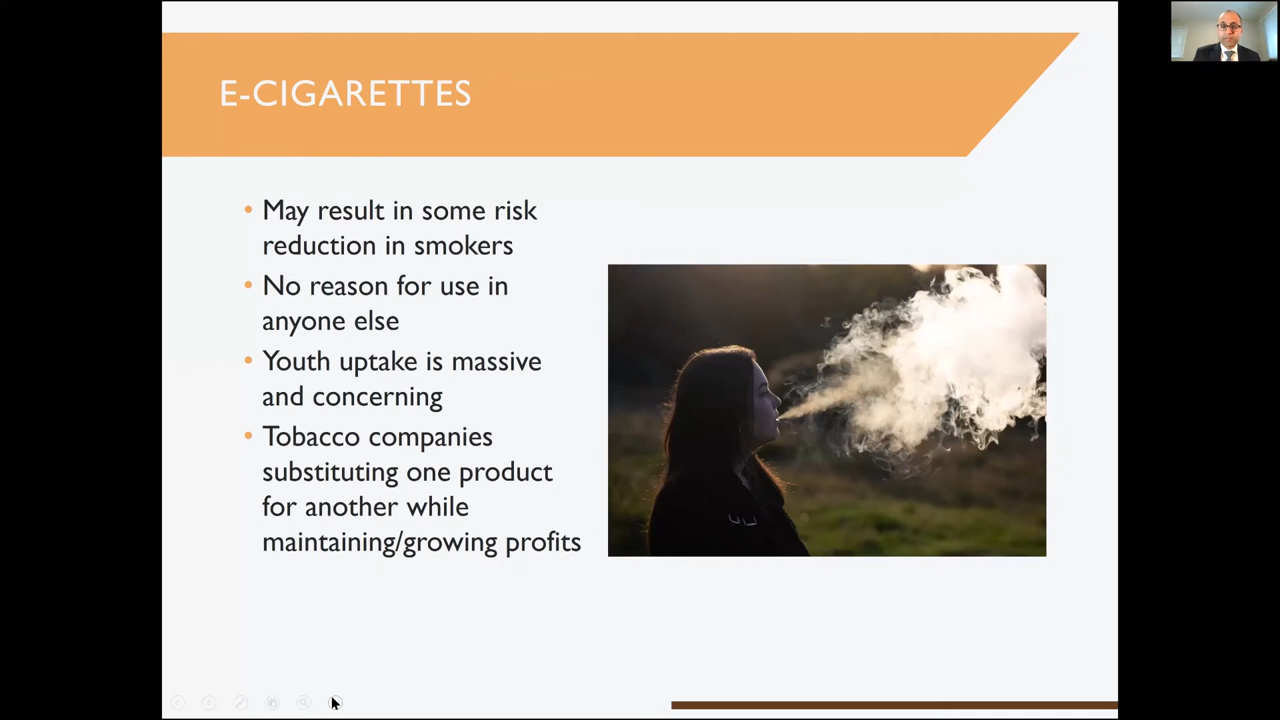 E-CIGARETTES
• May result in some risk
reduction in smokers
• No reason for use in
anyone else
• Youth uptake is massive
and concerning
• Tobacco companies
substituting one product
for another while
maintaining/growing profits